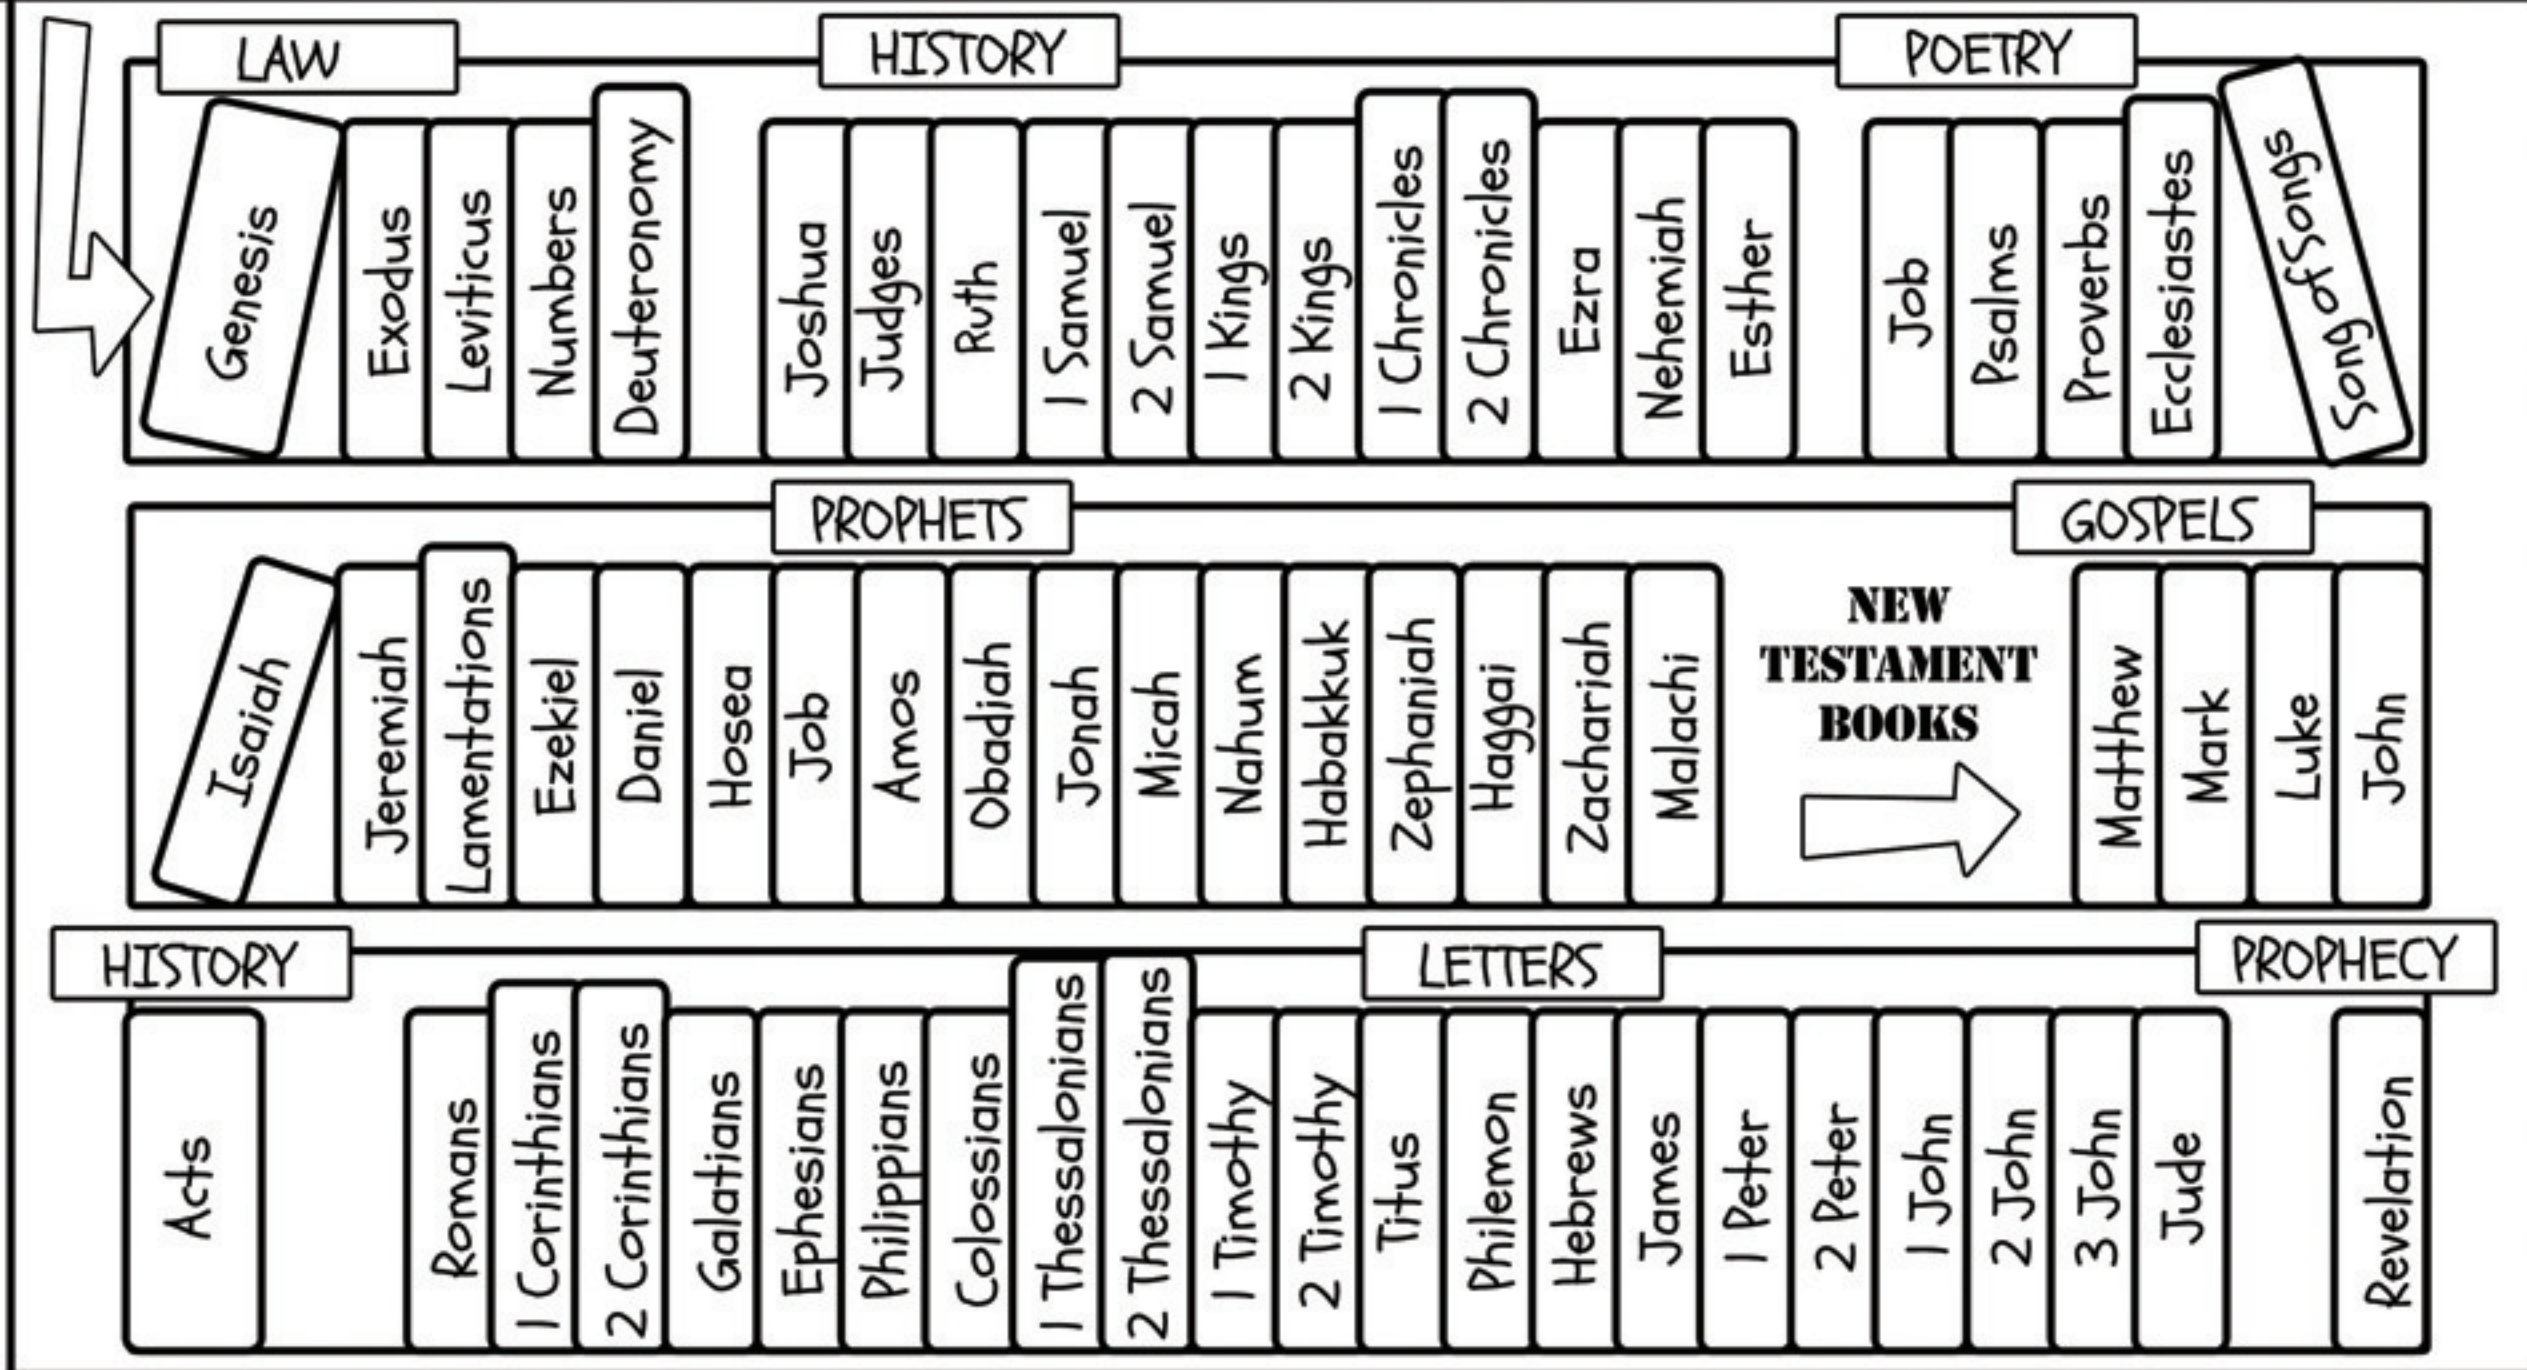 LAW
Genesis
Exodus
Leviticus
Numbers
Deuteronomy
HISTORY
Joshua
Judges
Ruth
1 Samuel
2 Samuel
1 Kings
2 Kings
1 Chronicles
2 Chronicles
Ezra
Nehemiah
Esther
POETRY
Job
Psalms
Proverbs
Ecclesiastes
Song of Songs
PROPHETS
Isaiah
Jeremiah
Lamentations
Ezekiel
Daniel
Hosea
Job
Amos
Obadiah
Jonah
Micah
Nahum
Habakkuk
Zephaniah
Haggai
Zachariah
Malachi
NEW
TESTAMENT
BOOKS
GOSPELS
Matthew
Mark
Luke
John
HISTORY
Acts
LETTERS
Romans
1 Corinthians
2 Corinthians
Galatians
Ephesians
Philippians
Colossians
1 Thessalonians
2 Thessalonians
1 Timothy
2 Timothy
Titus
Philemon
Hebrews
James
1 Peter
2 Peter
1 John
2 John
3 John
Jude
PROPHECY
Revelation